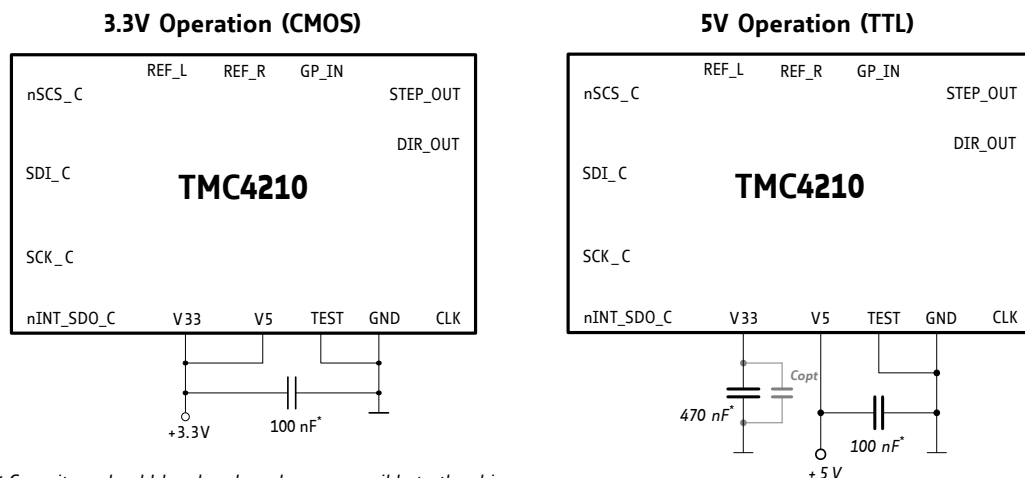 3.3V Operation (CMOS)
REF_L REF_R GP_IN
nSCS_C STEP_OUT
DIR_OUT
SDI_C
TMC4210
SCK_C
nINT_SDO_C V33 V5 TEST GND CLK
+3.3V
100 nF*
5V Operation (TTL)
REF_L REF_R GP_IN
nSCS_C STEP_OUT
DIR_OUT
SDI_C
TMC4210
SCK_C
nINT_SDO_C V33 V5 TEST GND CLK
Copt
470 nF*
100 nF*
+5V